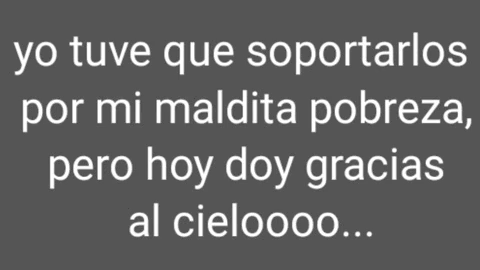 yo tuve que soportarlos
por mi maldita pobreza,
pero hoy doy gracias
al cieloooo...